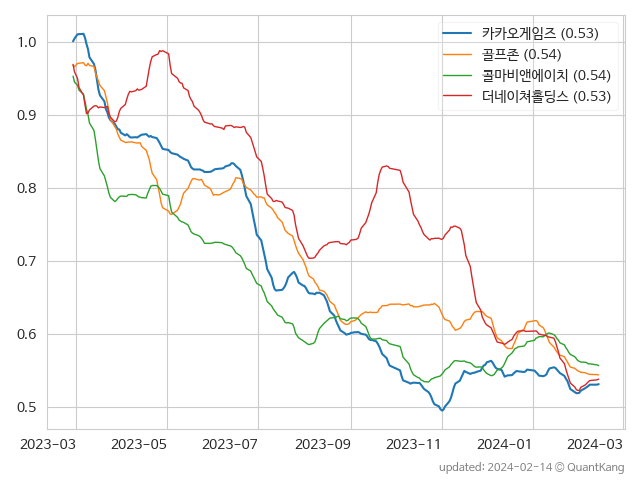 카카오게임즈 (0.53)
골프존 (0.54)
콜마비앤에이치 (0.54)
더네이쳐홀딩스 (0.53)
1.0
0.9
0.8
0.7
0.6
0.5
2023-03 2023-05 2023-07 2023-09 2023-11 2024-01 2024-03
updated: 2024-02-14 © QuantKang